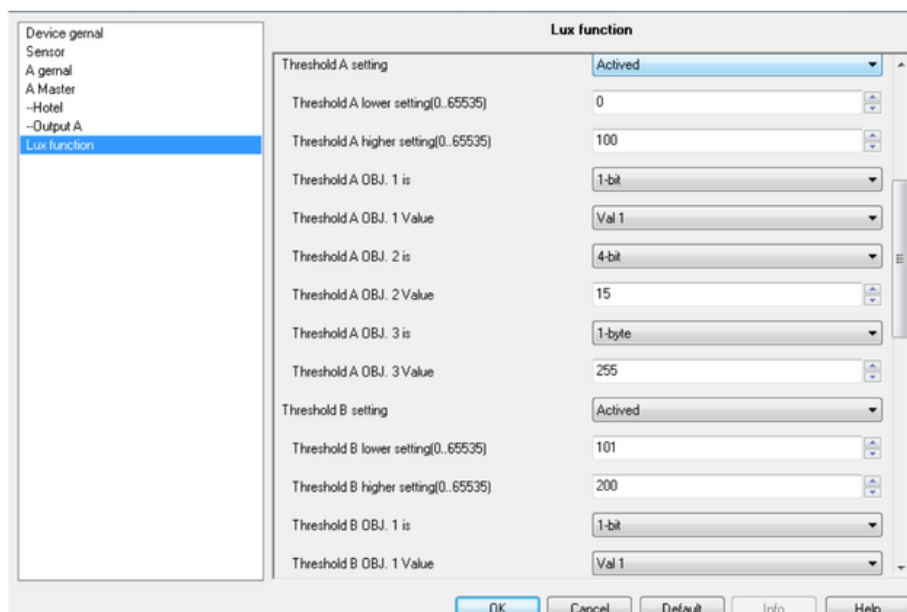 Lux function
Device gernal
Sensor
A gernal
A Master
--Hotel
--Output A
Lux function
Threshold A setting Actived
Threshold A lower setting(0..65535) 0
Threshold A higher setting(0..65535) 100
Threshold A OBJ. 1 is 1-bit
Threshold A OBJ. 1 Value Val 1
Threshold A OBJ. 2 is 4-bit
Threshold A OBJ. 2 Value 15
Threshold A OBJ. 3 is 1-byte
Threshold A OBJ. 3 Value 255
Threshold B setting Actived
Threshold B lower setting(0..65535) 101
Threshold B higher setting(0..65535) 200
Threshold B OBJ. 1 is 1-bit
Threshold B OBJ. 1 Value Val 1
OK Cancel Default Info Help